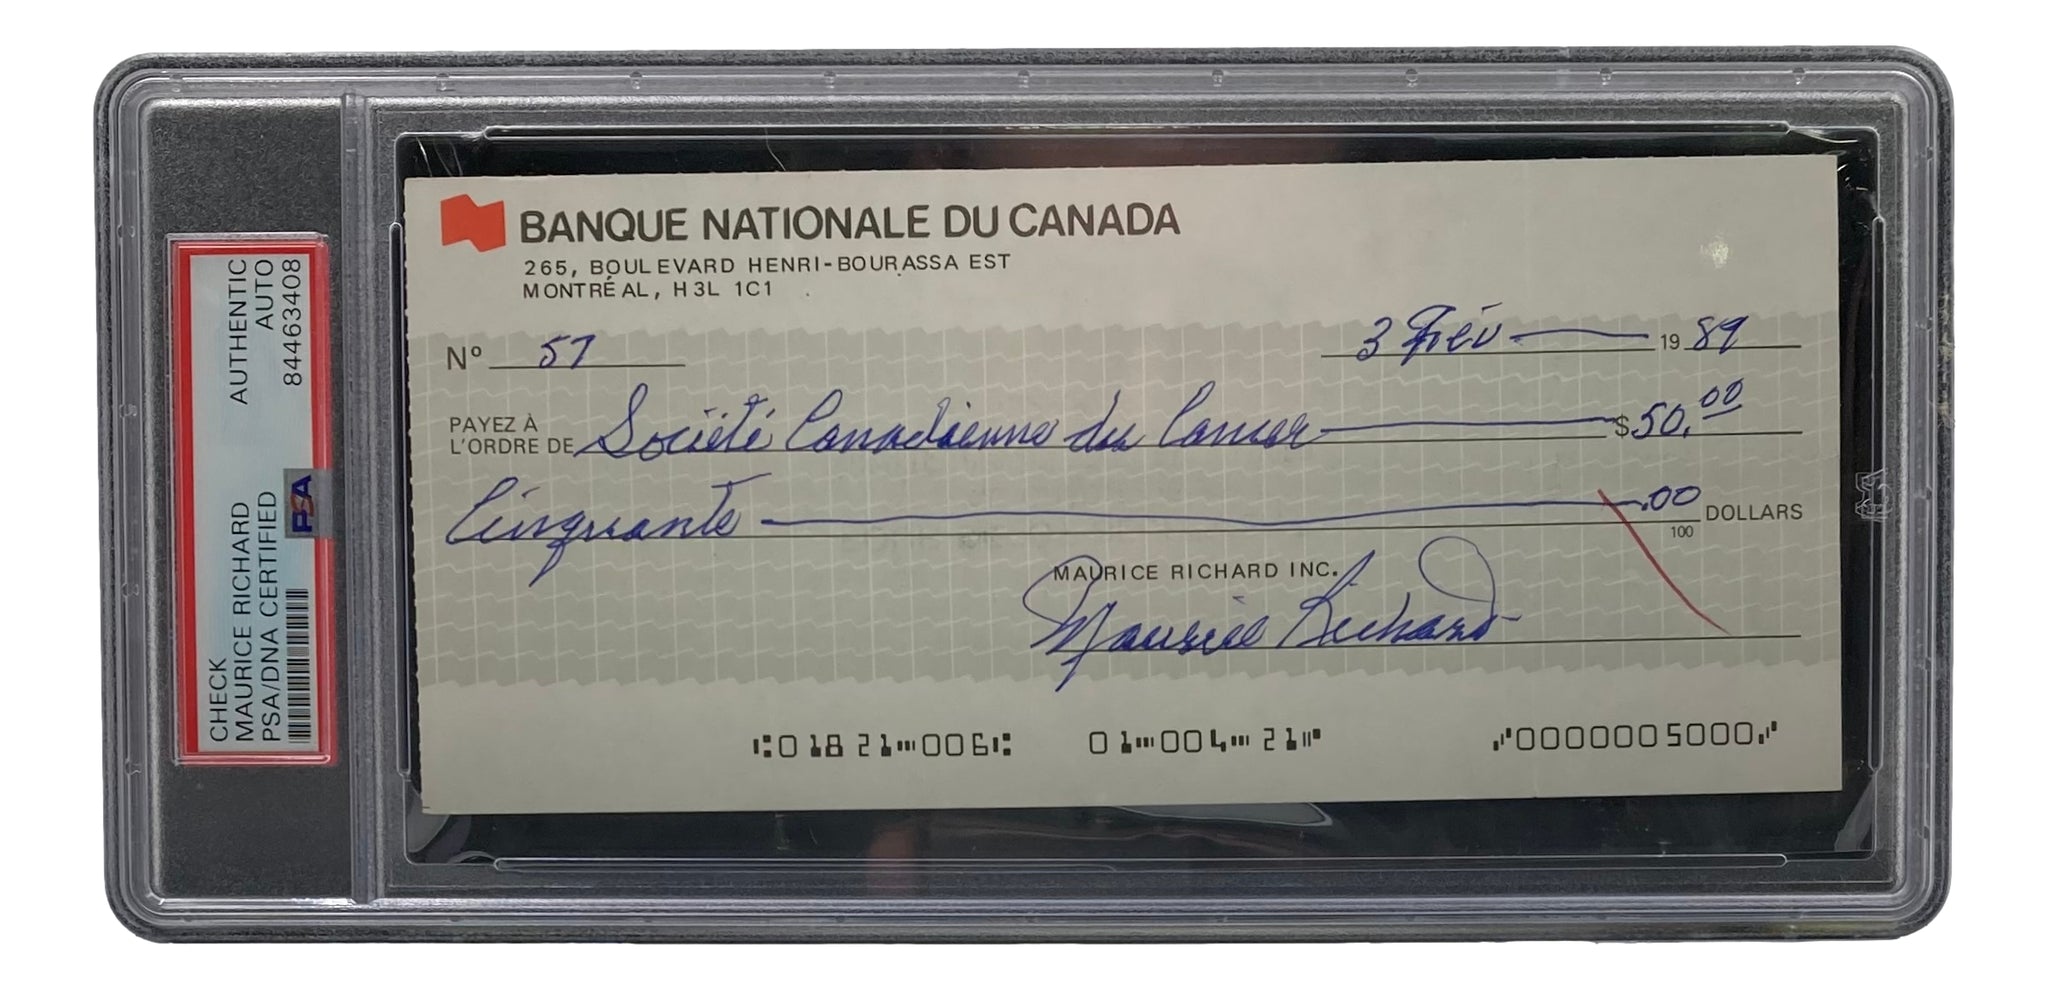 CHECK
MAURICE RICHARD
PSA/DNA CERTIFIED
AUTHENTIC
AUTO
84463408
PSA
BANQUE NATIONALE DU CANADA
265, BOULEVARD HENRI-BOURASSA EST
MONTRÉAL, H3L 1C1
Nº 57 3 Fév 1989
PAYEZ À
L'ORDRE DE Société Canadienne du Cancer $ 50.00
Cinquante .00/100 DOLLARS
MAURICE RICHARD INC.
Maurice Richard
⑆01821⑉006⑆ 01⑉004⑉21⑈ ⑇0000005000⑇